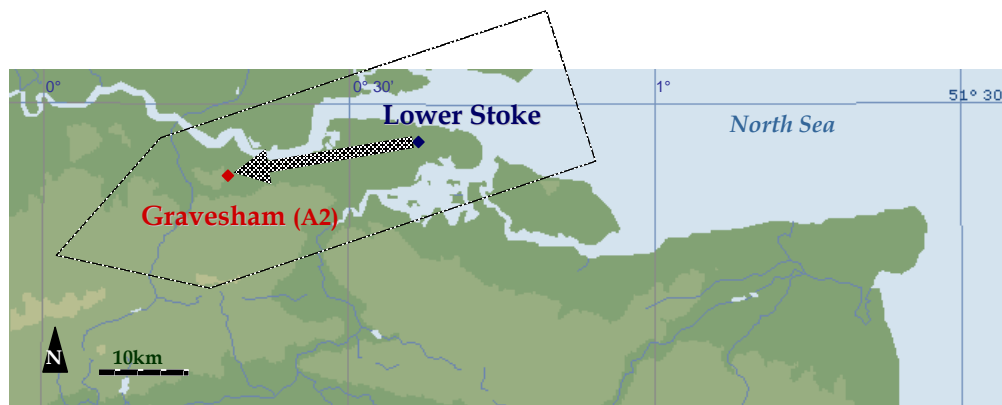 0°
0° 30'
1°
51° 30
Lower Stoke
North Sea
Gravesham (A2)
N
10km